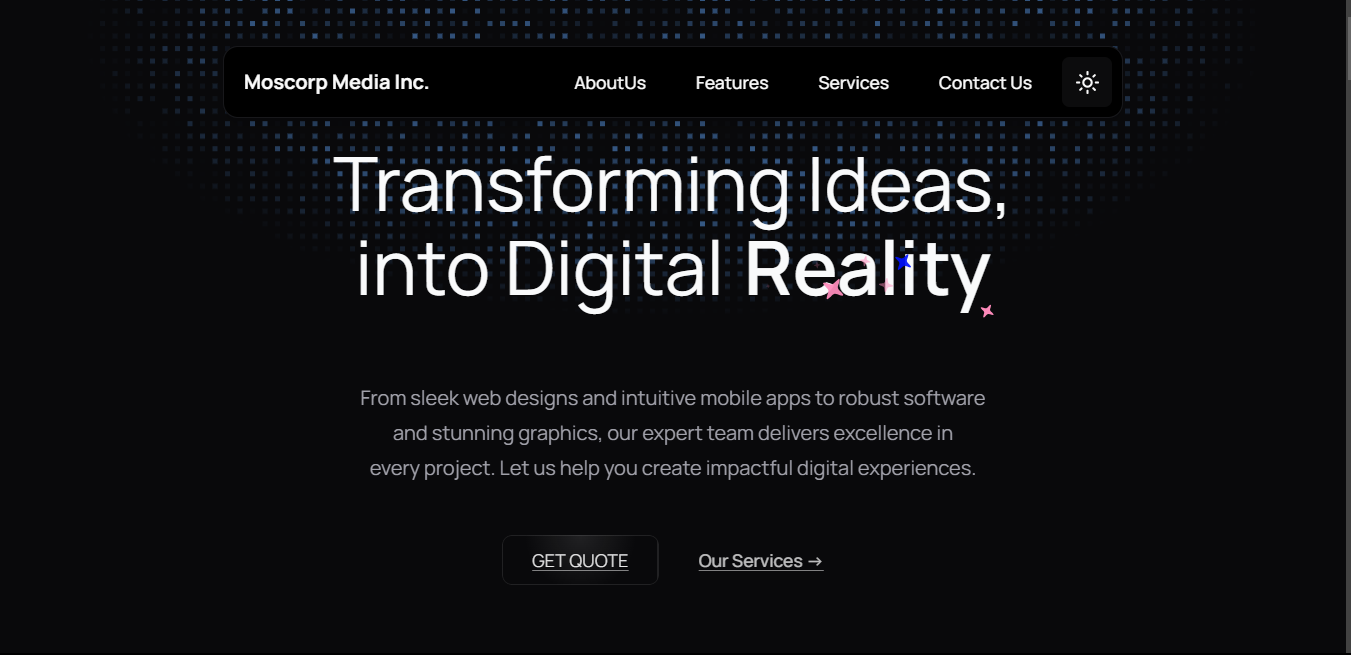 Moscorp Media Inc.
AboutUs
Features
Services
Contact Us
Transforming Ideas,
into Digital Reality
From sleek web designs and intuitive mobile apps to robust software
and stunning graphics, our expert team delivers excellence in
every project. Let us help you create impactful digital experiences.
GET QUOTE
Our Services →